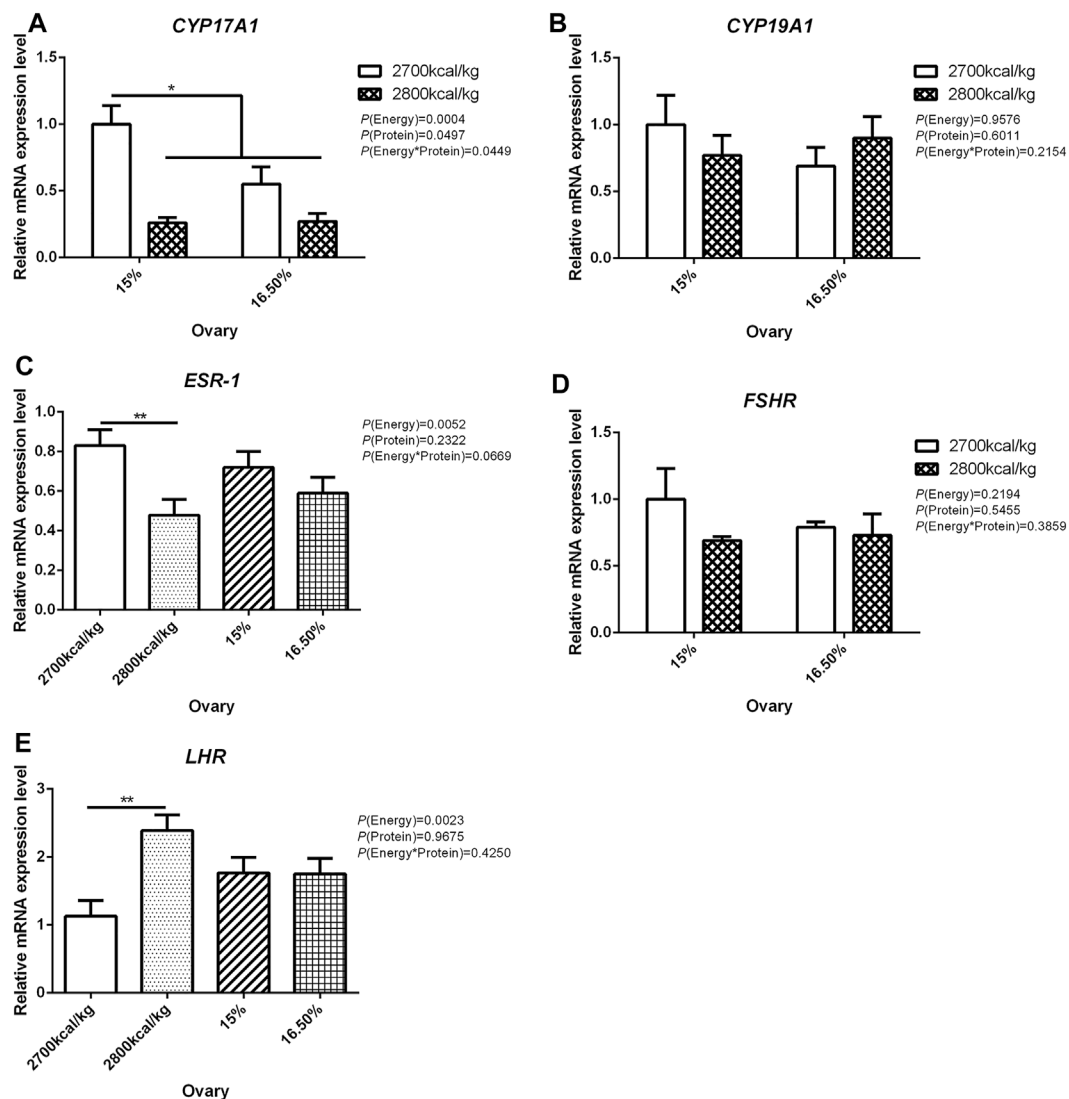 A
CYP17A1
Relative mRNA expression level
1.5
1.0
0.5
0.0
*
15%
16.50%
Ovary
2700kcal/kg
2800kcal/kg
P(Energy)=0.0004
P(Protein)=0.0497
P(Energy*Protein)=0.0449
B
CYP19A1
Relative mRNA expression level
1.5
1.0
0.5
0.0
15%
16.50%
Ovary
2700kcal/kg
2800kcal/kg
P(Energy)=0.9576
P(Protein)=0.6011
P(Energy*Protein)=0.2154
C
ESR-1
Relative mRNA expression level
1.0
0.8
0.6
0.4
0.2
0.0
**
2700kcal/kg
2800kcal/kg
15%
16.50%
Ovary
P(Energy)=0.0052
P(Protein)=0.2322
P(Energy*Protein)=0.0669
D
FSHR
Relative mRNA expression level
1.5
1.0
0.5
0.0
15%
16.50%
Ovary
2700kcal/kg
2800kcal/kg
P(Energy)=0.2194
P(Protein)=0.5455
P(Energy*Protein)=0.3859
E
LHR
Relative mRNA expression level
3
2
1
0
**
2700kcal/kg
2800kcal/kg
15%
16.50%
Ovary
P(Energy)=0.0023
P(Protein)=0.9675
P(Energy*Protein)=0.4250